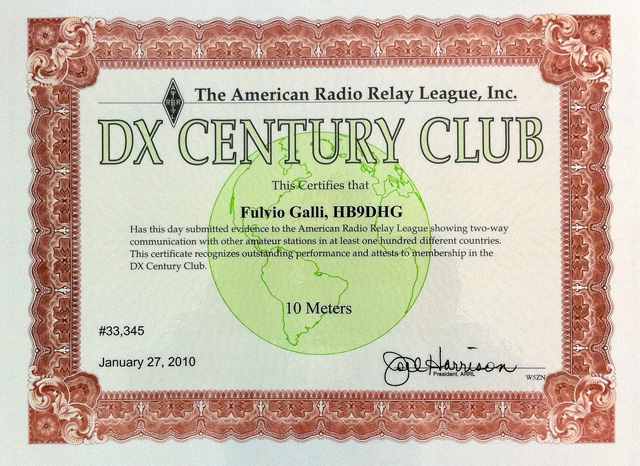 The American Radio Relay League, Inc.
DX CENTURY CLUB
This Certifies that
Fulvio Galli, HB9DHG
Has this day submitted evidence to the American Radio Relay League showing two-way
communication with other amateur stations in at least one hundred different countries.
This certificate recognizes outstanding performance and attests to membership in the
DX Century Club.
10 Meters
#33,345
January 27, 2010
Joel Harrison
President, ARRL
W5ZN